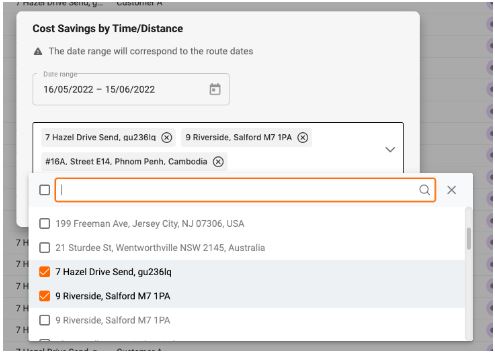 7 Hazel Drive Send, g... Customer A
Cost Savings by Time/Distance
The date range will correspond to the route dates
Date range
16/05/2022 – 15/06/2022
7 Hazel Drive Send, gu236lq
9 Riverside, Salford M7 1PA
#16A, Street E14, Phnom Penh, Cambodia
199 Freeman Ave, Jersey City, NJ 07306, USA
21 Sturdee St, Wentworthville NSW 2145, Australia
7 Hazel Drive Send, gu236lq
9 Riverside, Salford M7 1PA
9 Riverside, Salford M7 1PA
7 H
7 H
7 H
7 H
7 H
7 Hazel Drive Send, g... Customer A